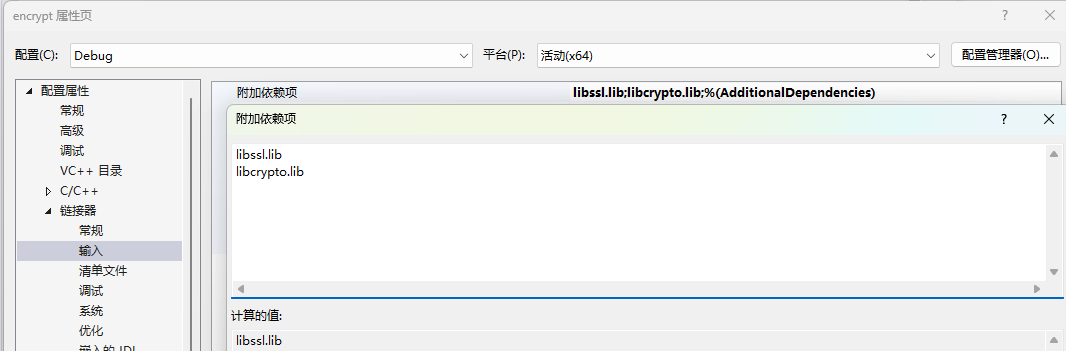 encrypt 属性页
配置(C): Debug 平台(P): 活动(x64) 配置管理器(O)...
配置属性
常规
高级
调试
VC++ 目录
C/C++
链接器
常规
输入
清单文件
调试
系统
优化
附加依赖项 libssl.lib;libcrypto.lib;%(AdditionalDependencies)
附加依赖项
libssl.lib
libcrypto.lib
计算的值:
libssl.lib